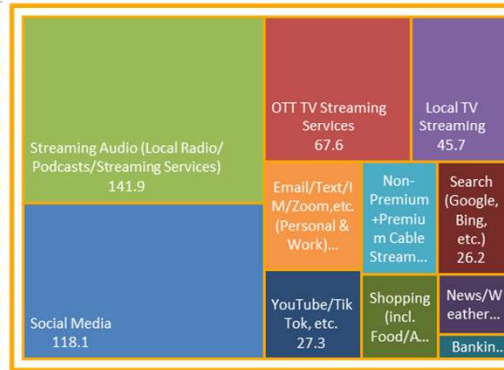 Streaming Audio (Local Radio/
Podcasts/Streaming Services)
141.9
Social Media
118.1
OTT TV Streaming
Services
67.6
Local TV
Streaming
45.7
Email/Text/I
M/Zoom,etc.
(Personal &
Work)...
Non-
Premium
+Premiu
m Cable
Stream...
Search
(Google,
Bing,
etc.)
26.2
YouTube/Tik
Tok, etc.
27.3
Shopping
(incl.
Food/A...
News/W
eather...
Bankin...